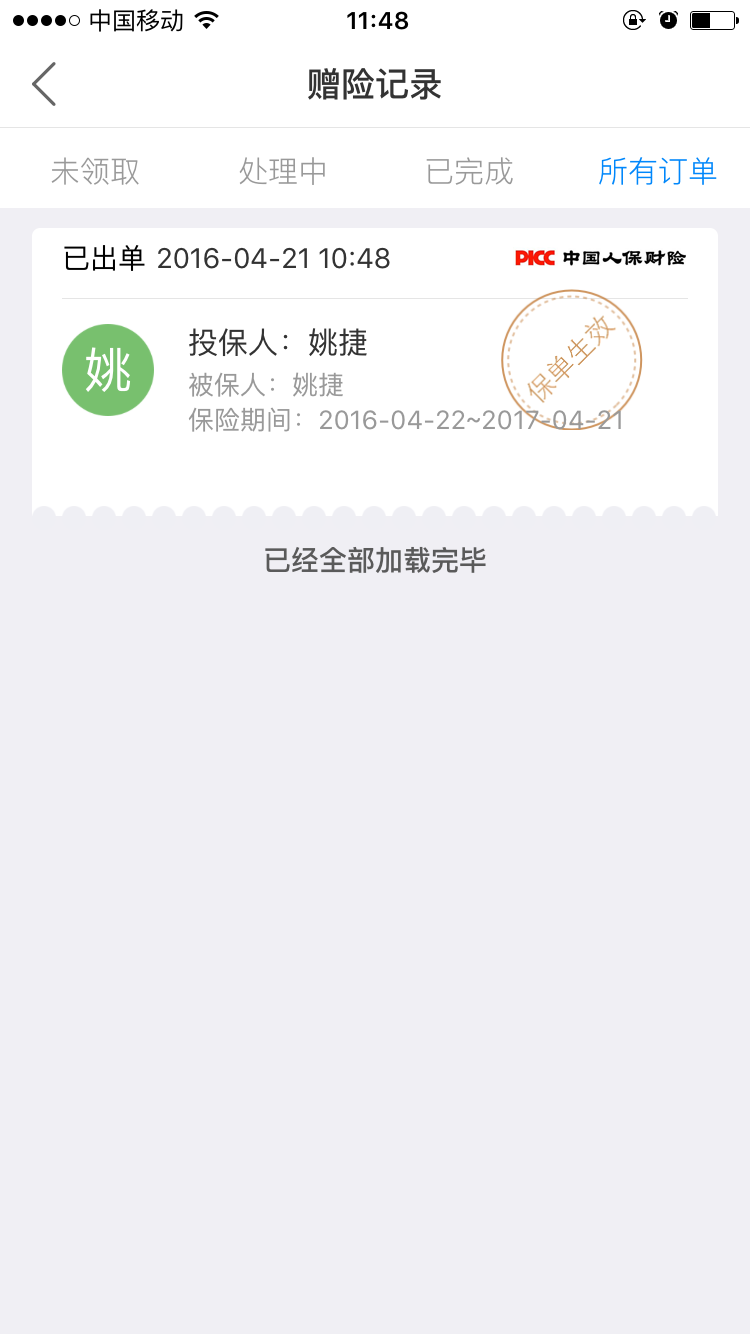 中国移动 11:48
赠险记录
未领取 处理中 已完成 所有订单
已出单 2016-04-21 10:48 PICC 中国人保财险
姚
投保人：姚捷
保单生效
被保人：姚捷
保险期间：2016-04-22~2017-04-21
已经全部加载完毕